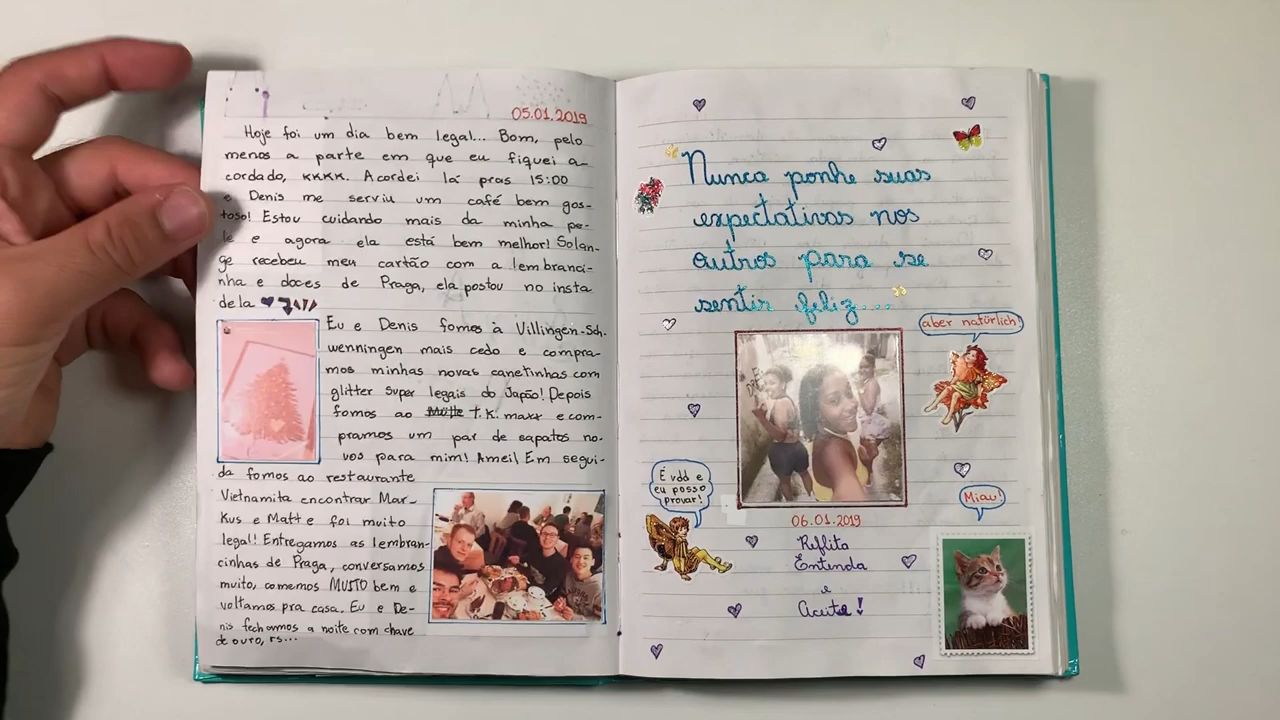 05.01.2019
Hoje foi um dia bem legal... Bom, pelo
menos a parte em que eu fiquei a-
cordado, kkkk. Acordei lá pras 15:00
e Denis me serviu um café bem gos-
toso! Estou cuidando mais da minha pe-
le e agora ela está bem melhor! Solan-
ge recebeu meu cartão com a lembranci-
nha e doces de Praga, ela postou no insta
dela
Eu e Denis fomos à Villingen-Sch.
wenningen mais cedo e compra-
mos minhas novas canetinhas com
glitter super legais do Japão! Depois
fomos ao T.K. maxx e com-
pramos um par de sapatos no-
vos para mim! Amei! Em segui-
da fomos ao restaurante
Vietnamita encontrar Mar-
kus e Matt e foi muito
legal! Entregamos as lembran-
cinhas de Praga, conversamos
muito, comemos MUITO bem e
voltamos pra casa. Eu e De-
nis fechamos a noite com chave
de ouro, rs...
"Nunca ponhe suas
expectativas nos
outros para se
sentir feliz..."
aber natürlich!
É vdd e
eu posso
provar!
Miau!
06.01.2019
Reflita
Entenda
e
Aceite!